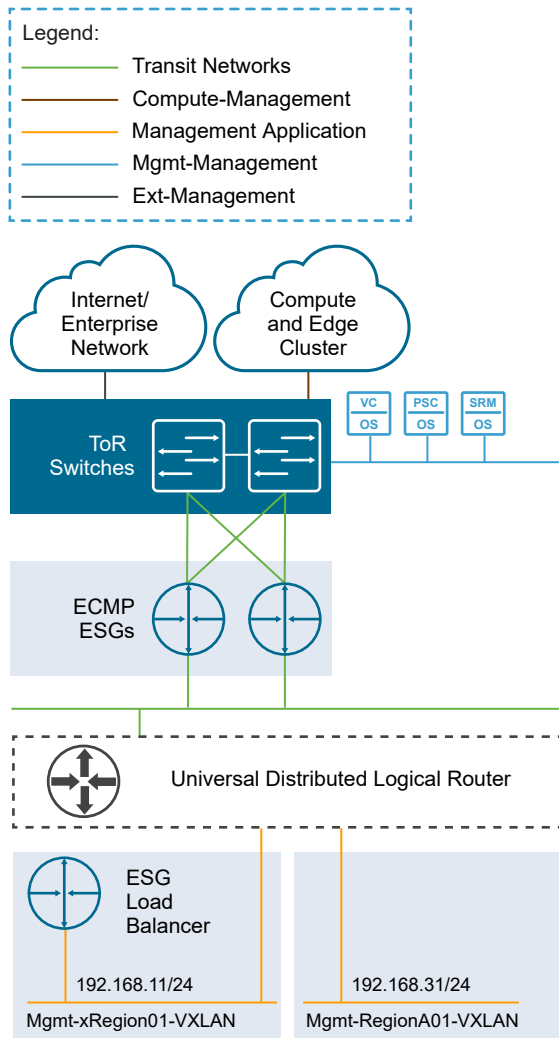 Legend:
Transit Networks
Compute-Management
Management Application
Mgmt-Management
Ext-Management
Internet/
Enterprise
Network
Compute
and Edge
Cluster
VC
OS
PSC
OS
SRM
OS
ToR
Switches
ECMP
ESGs
Universal Distributed Logical Router
ESG
Load
Balancer
192.168.11/24
Mgmt-xRegion01-VXLAN
192.168.31/24
Mgmt-RegionA01-VXLAN